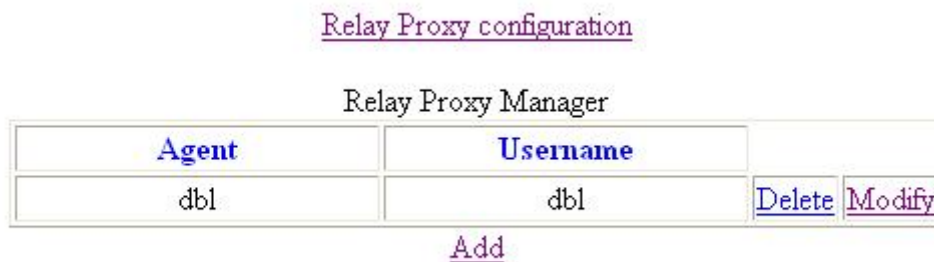 Relay Proxy configuration
Relay Proxy Manager
Agent Username
dbl dbl Delete Modify
Add